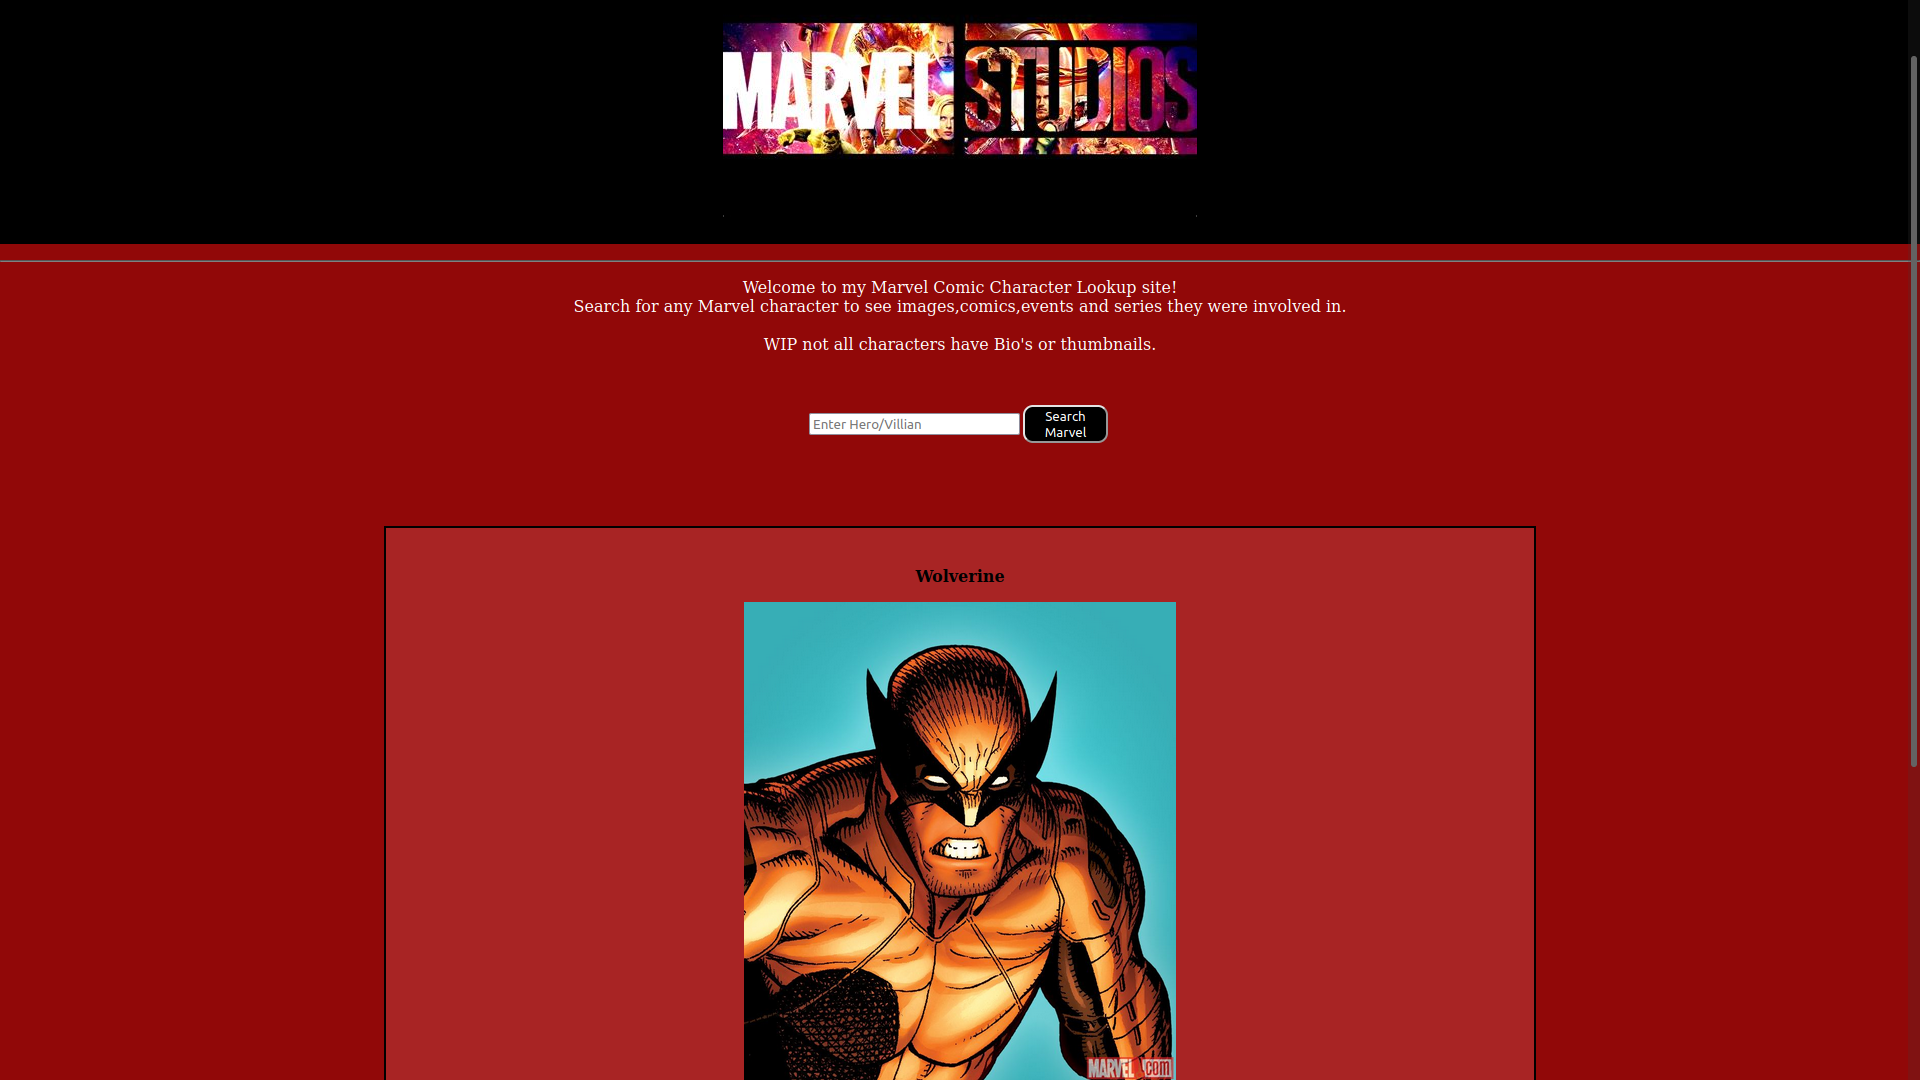 MARVEL STUDIOS
Welcome to my Marvel Comic Character Lookup site!
Search for any Marvel character to see images,comics,events and series they were involved in.
WIP not all characters have Bio's or thumbnails.
Enter Hero/Villian
Search
Marvel
Wolverine
MARVEL.com